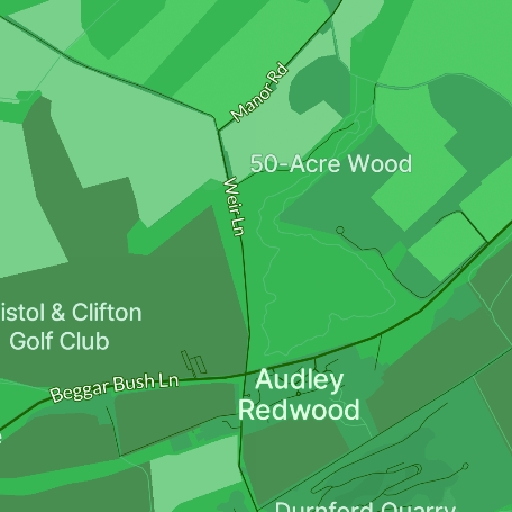 Manor Rd
50-Acre Wood
Weir Ln
istol & Clifton
Golf Club
Beggar Bush Ln
Audley
Redwood
e
Durnford Quarry